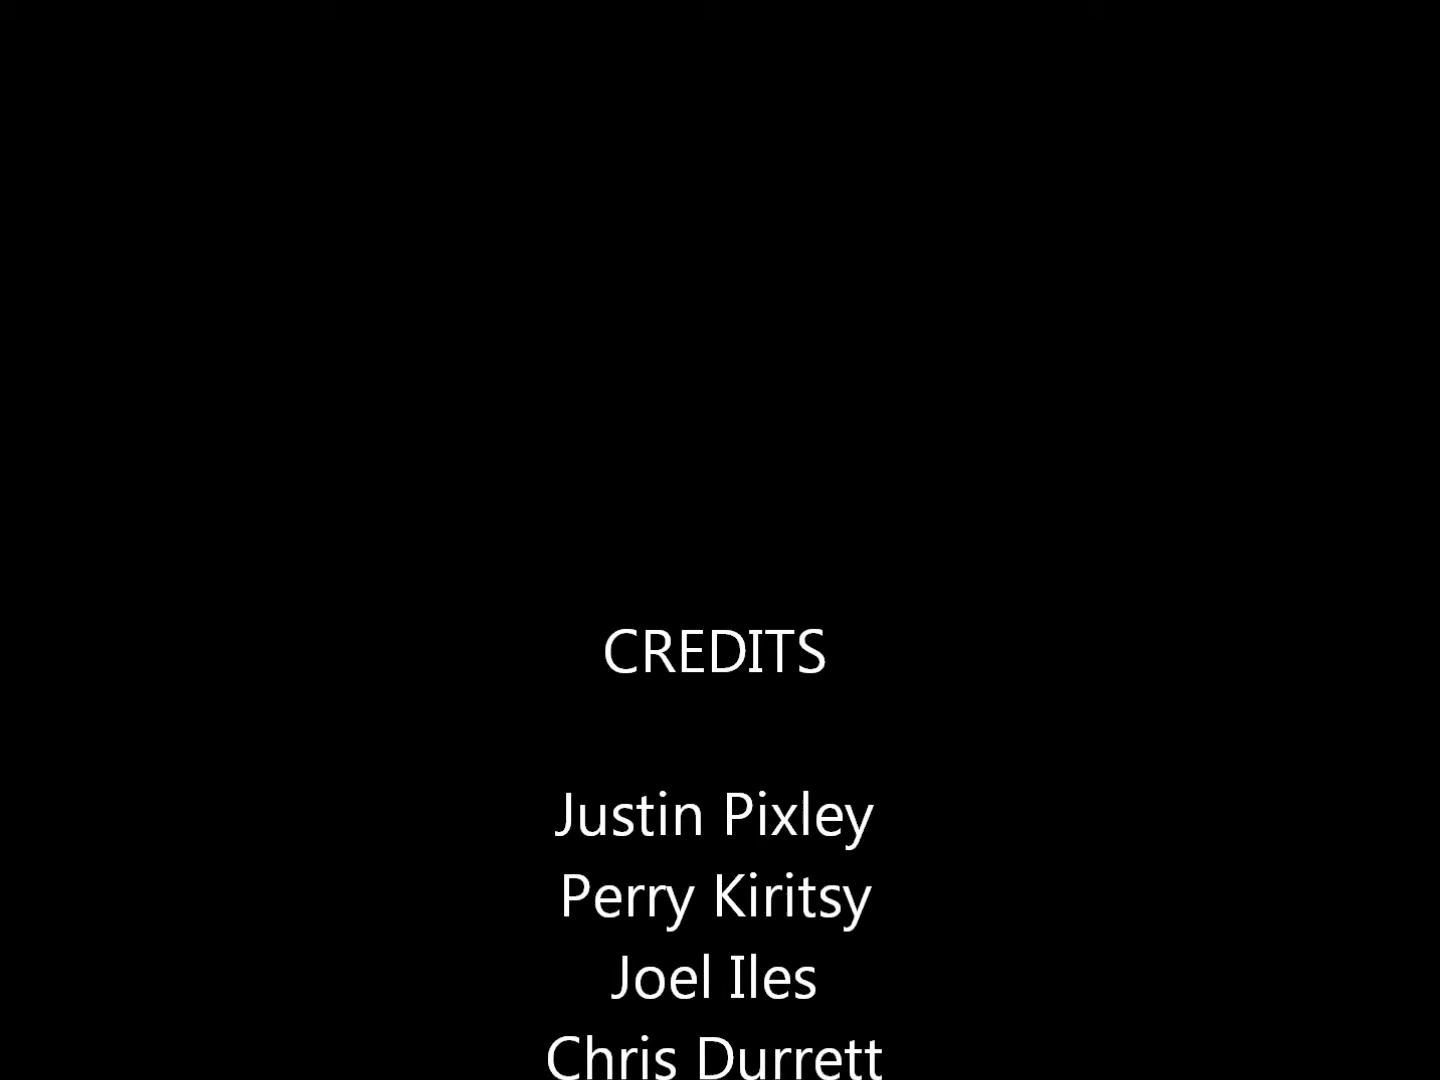 CREDITS
Justin Pixley
Perry Kiritsy
Joel Iles
Chris Durrett